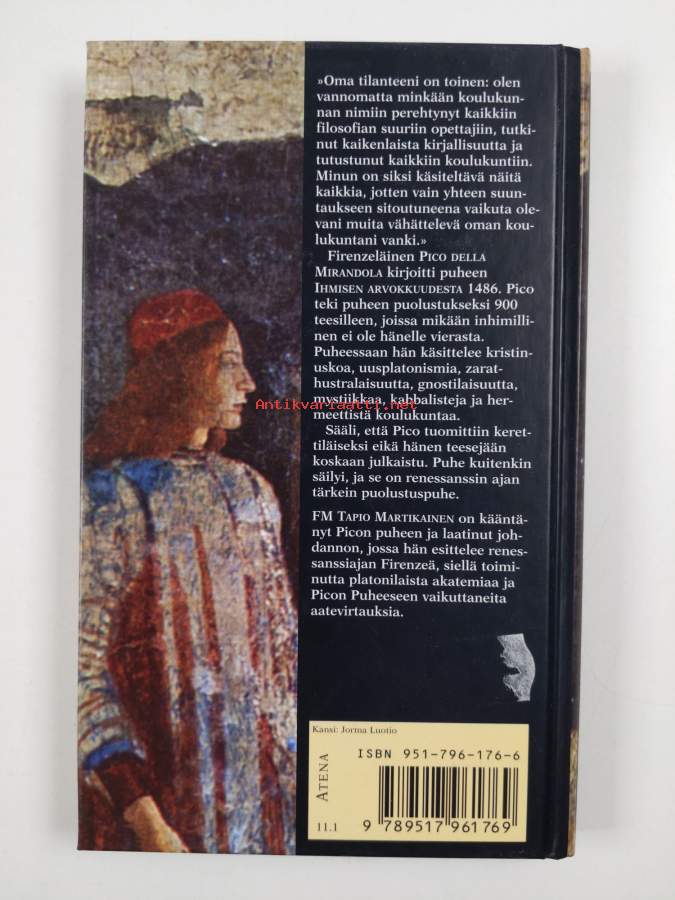 »Oma tilanteeni on toinen: olen
vannomatta minkään koulukun-
nan nimiin perehtynyt kaikkiin
filosofian suuriin opettajiin, tutki-
nut kaikenlaista kirjallisuutta ja
tutustunut kaikkiin koulukuntiin.
Minun on siksi käsiteltävä näitä
kaikkia, jotten vain yhteen suun-
taukseen sitoutuneena vaikuta ole-
vani muita vähättelevä oman kou-
lukuntani vanki.»
Firenzeläinen PICO DELLA
MIRANDOLA kirjoitti puheen
IHMISEN ARVOKKUUDESTA 1486. Pico
teki puheen puolustukseksi 900
teesilleen, joissa mikään inhimilli-
nen ei ole hänelle vierasta.
Puheessaan hän käsittelee kristin-
uskoa, uusplatonismia, zarat-
hustralaisuutta, gnostilaisuutta,
mystiikkaa, kabbalisteja ja her-
Antikvariaatti.net
meettistä koulukuntaa.
Sääli, että Pico tuomittiin keret-
tiläiseksi eikä hänen teesejään
koskaan julkaistu. Puhe kuitenkin
säilyi, ja se on renessanssin ajan
tärkein puolustuspuhe.
FM TAPIO MARTIKAINEN on kääntä-
nyt Picon puheen ja laatinut joh-
dannon, jossa hän esittelee renes-
sanssiajan Firenzeä, siellä toimi-
nutta platonilaista akatemiaa ja
Picon Puheeseen vaikuttaneita
aatevirtauksia.
Kansi: Jorma Luotio
ISBN 951-796-176-6
ATENA
11.1
9 789517 961769